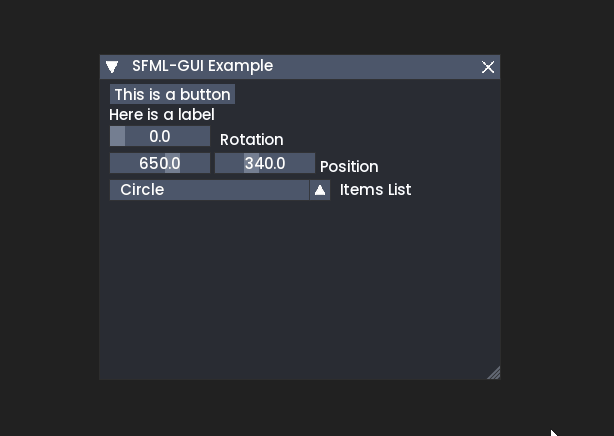 SFML-GUI Example
This is a button
Here is a label
0.0 Rotation
650.0 340.0 Position
Circle Items List